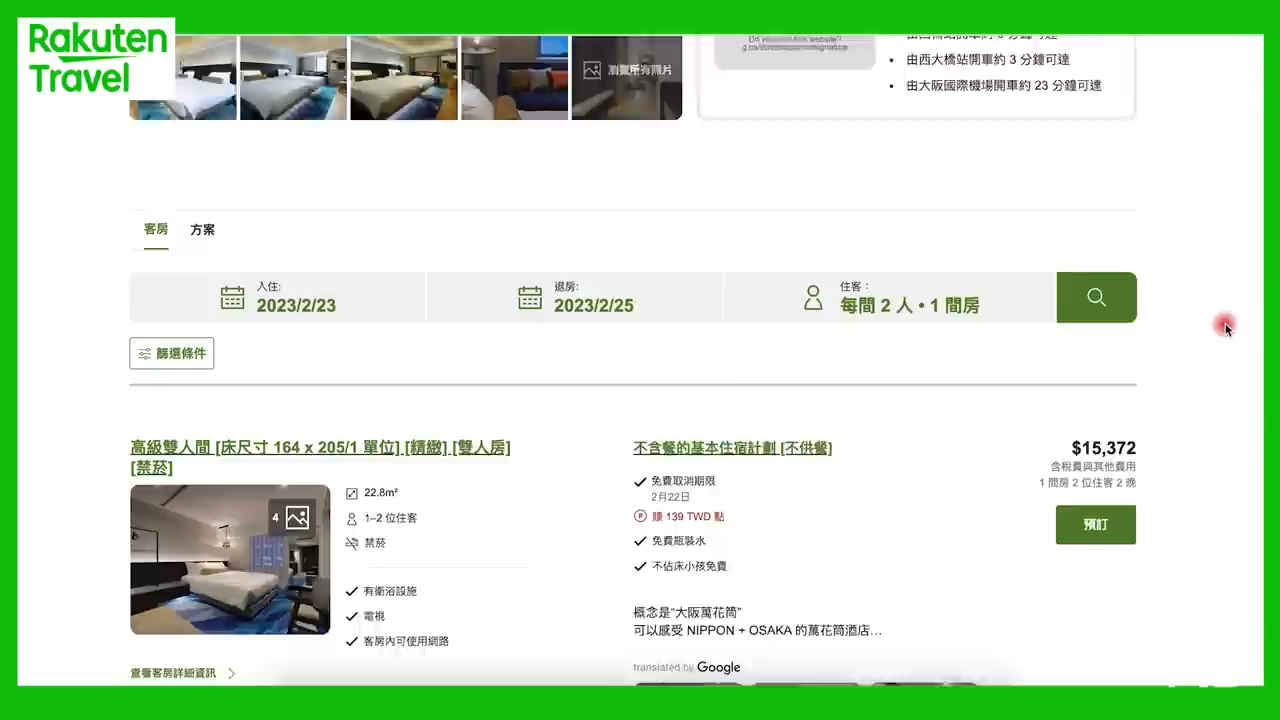 Rakuten
Travel
瀏覽所有照片
由西大橋站開車約 3 分鐘可達
由大阪國際機場開車約 23 分鐘可達
客房
方案
入住:
2023/2/23
退房:
2023/2/25
住客：
每間 2 人 • 1 間房
篩選條件
高級雙人間 [床尺寸 164 x 205/1 單位] [精緻] [雙人房]
[禁菸]
4
22.8m²
1–2 位住客
禁菸
有衛浴設施
電視
客房內可使用網路
查看客房詳細資訊
不含餐的基本住宿計劃 [不供餐]
免費取消期限
2月22日
賺 139 TWD 點
免費瓶裝水
不佔床小孩免費
概念是"大阪萬花筒"
可以感受 NIPPON + OSAKA 的萬花筒酒店…
translated by Google
$15,372
含稅費與其他費用
1 間房 2 位住客 2 晚
預訂